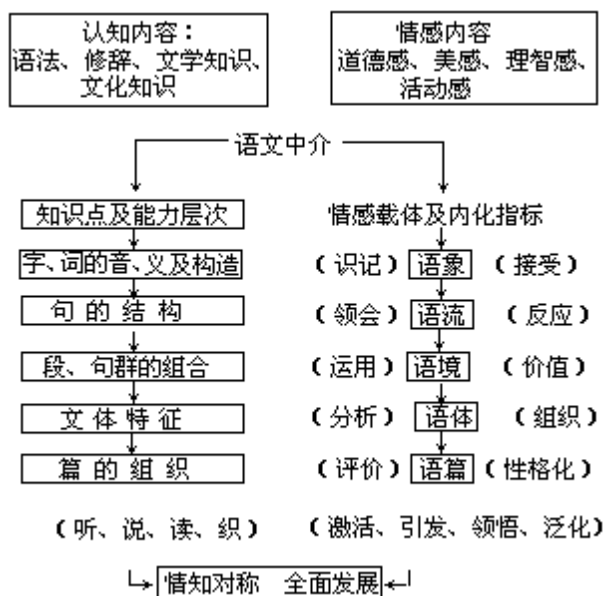 认知内容：
语法、修辞、文学知识、
文化知识
情感内容
道德感、美感、理智感、
活动感
语文中介
知识点及能力层次
情感载体及内化指标
字、词的音、义及构造
（识记）语象（接受）
句的结构
（领会）语流（反应）
段、句群的组合
（运用）语境（价值）
文体特征
（分析）语体（组织）
篇的组织
（评价）语篇（性格化）
（听、说、读、织）
（激活、引发、领悟、泛化）
情知对称 全面发展